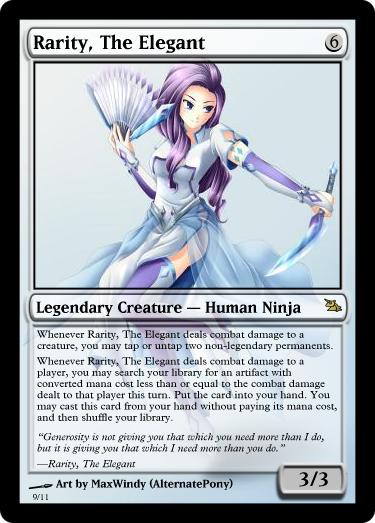 Rarity, The Elegant 6
Legendary Creature — Human Ninja
Whenever Rarity, The Elegant deals combat damage to a
creature, you may tap or untap two non-legendary permanents.
Whenever Rarity, The Elegant deals combat damage to a
player, you may search your library for an artifact with
converted mana cost less than or equal to the combat damage
dealt to that player this turn. Put the card into your hand. You
may cast this card from your hand without paying its mana cost,
and then shuffle your library.
“Generosity is not giving you that which you need more than I do,
but it is giving you that which I need more than you do.”
—Rarity, The Elegant
3/3
Art by MaxWindy (AlternatePony)
9/11